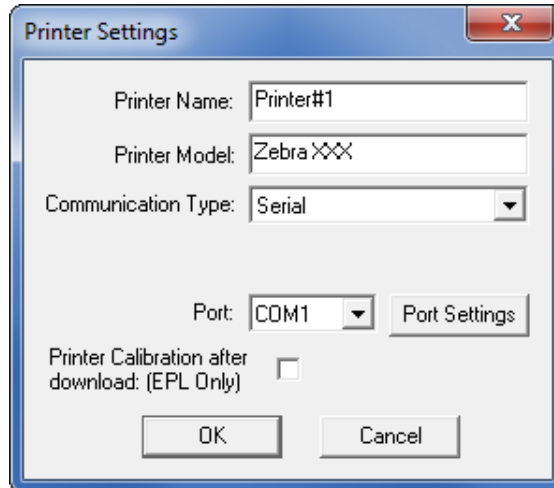 Printer Settings
Printer Name: Printer#1
Printer Model: Zebra XXX
Communication Type: Serial
Port: COM1 Port Settings
Printer Calibration after
download: (EPL Only)
OK Cancel